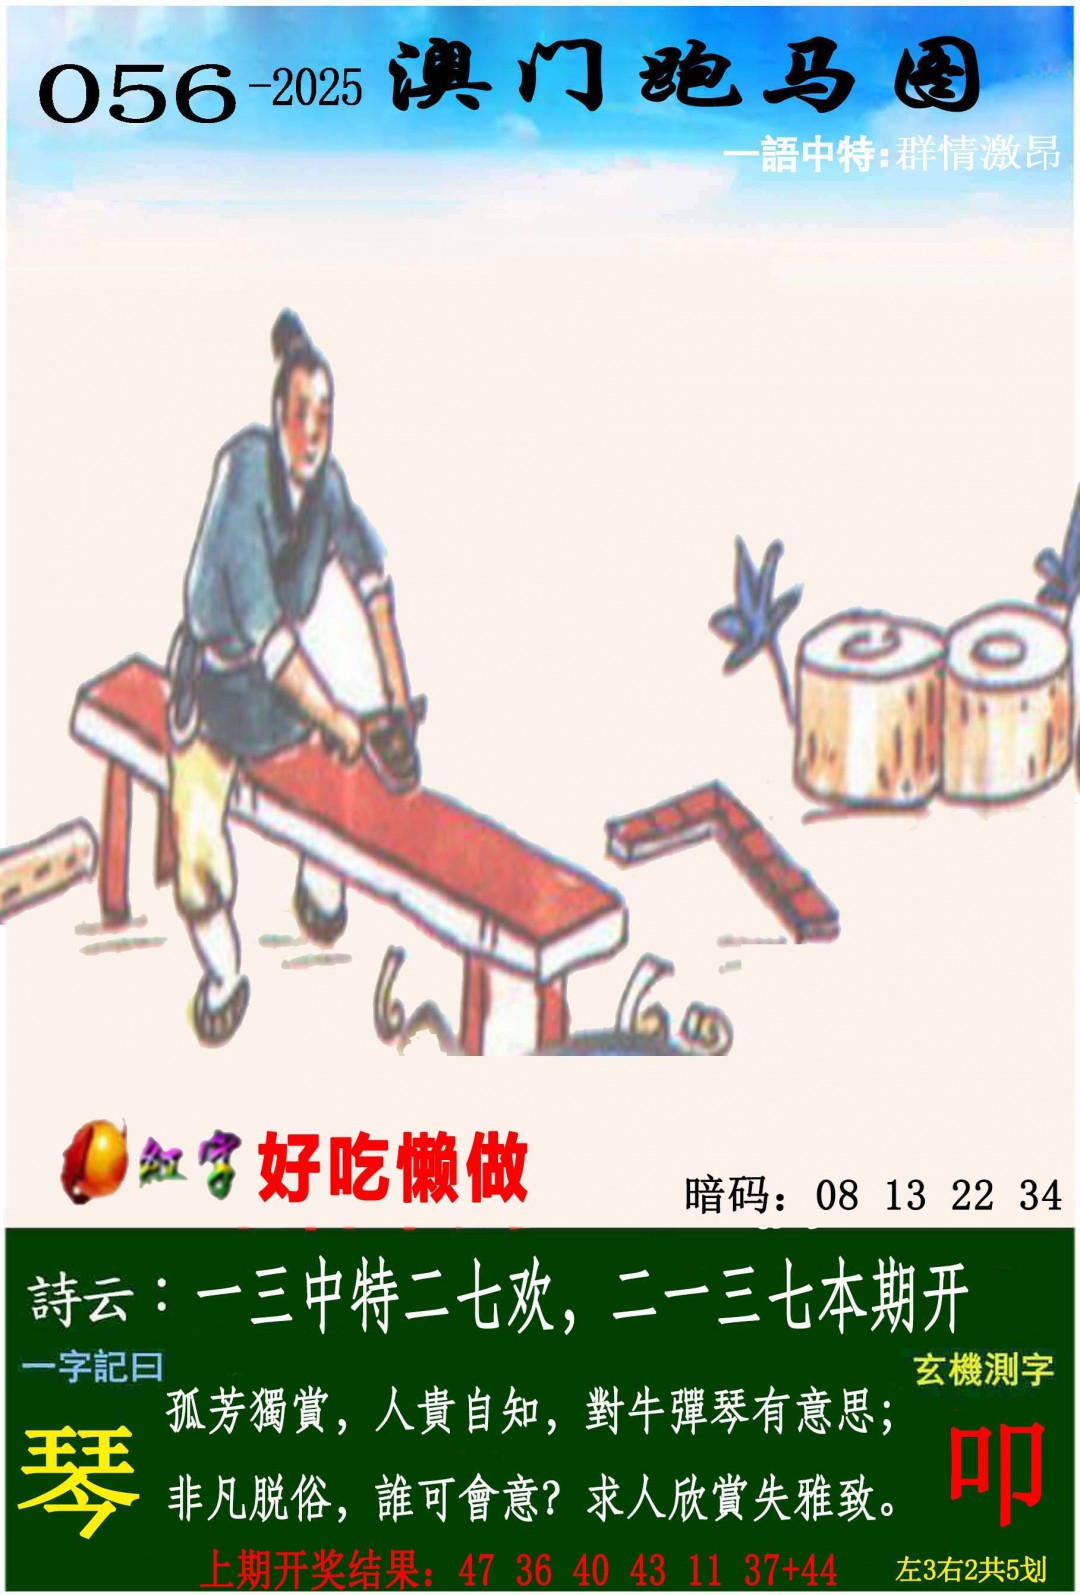 056-2025 澳门跑马图
一語中特:群情激昂
红字 好吃懒做
暗码：08 13 22 34
詩云：一三中特二七欢，二一三七本期开
一字記曰
玄機測字
孤芳獨賞，人貴自知，對牛彈琴有意思；
琴
叩
非凡脱俗，誰可會意？求人欣賞失雅致。
上期开奖结果：47 36 40 43 11 37+44
左3右2共5划